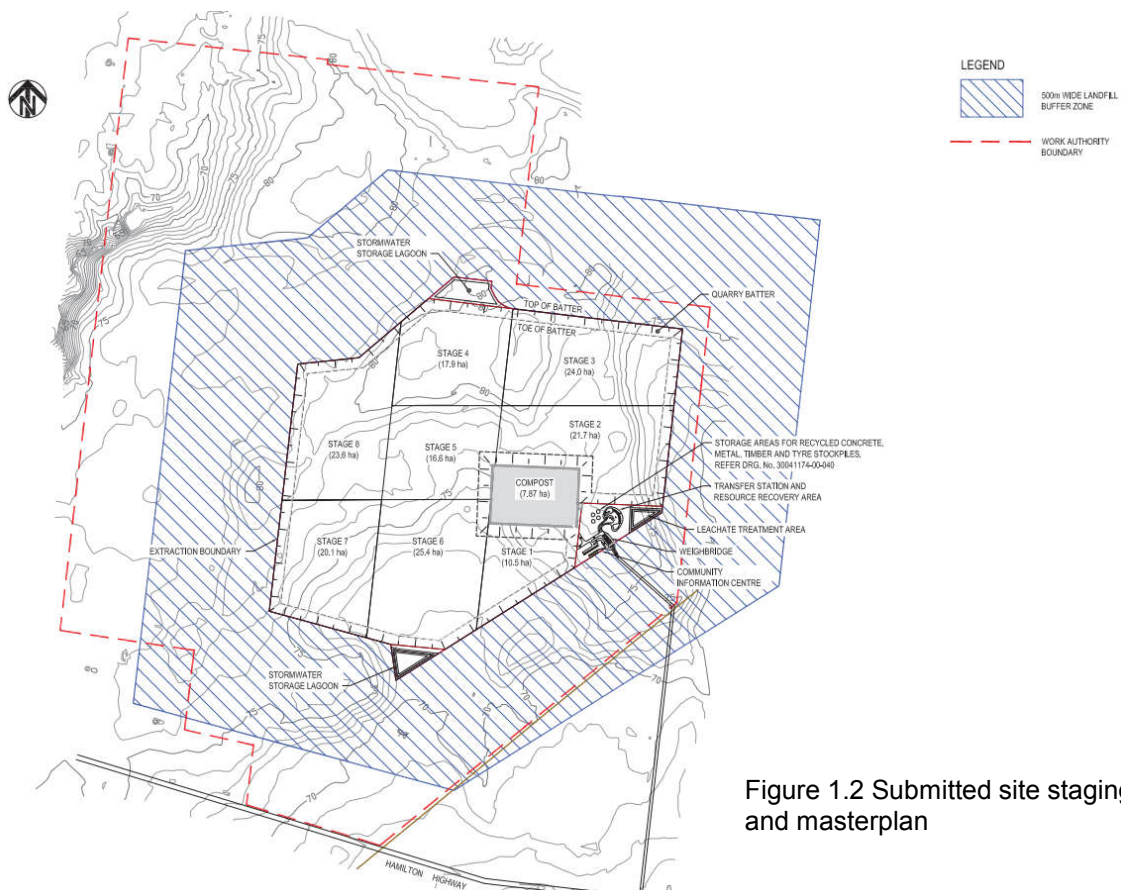 N
LEGEND
500m WIDE LANDFILL
BUFFER ZONE
WORK AUTHORITY
BOUNDARY
STORMWATER
STORAGE LAGOON
QUARRY BATTER
TOP OF BATTER
TOE OF BATTER
STAGE 4
(17.9 ha)
STAGE 3
(24.0 ha)
STAGE 2
(21.7 ha)
STAGE 8
(23,6 ha)
STAGE 5
(16.6 ha)
STORAGE AREAS FOR RECYCLED CONCRETE,
METAL, TIMBER AND TYRE STOCKPILES.
REFER DRG. No. 30041174-00-040
COMPOST
(7.87 ha)
TRANSFER STATION AND
RESOURCE RECOVERY AREA
LEACHATE TREATMENT AREA
EXTRACTION BOUNDARY
STAGE 7
(20,1 ha)
STAGE 6
(25,4 ha)
STAGE 1
(10.5 ha)
WEIGHBRIDGE
COMMUNITY
INFORMATION CENTRE
STORMWATER
STORAGE LAGOON
Figure 1.2 Submitted site staging
and masterplan
HAMILTON HIGHWAY